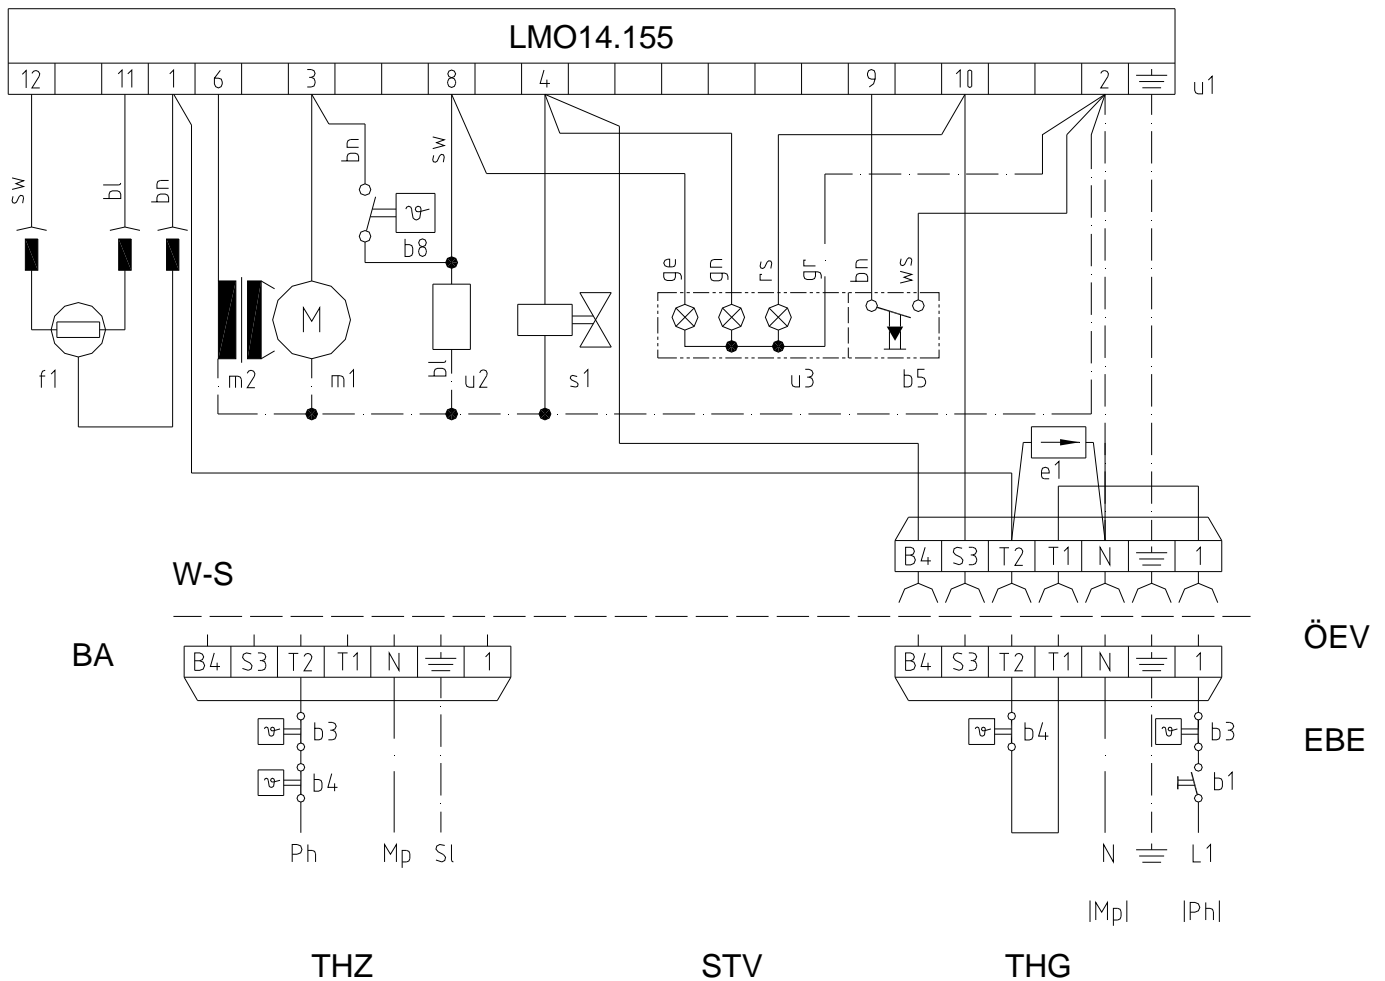 LMO14.155
12 11 1 6 3 8 4 9 10 2 u1
sw bl bn bn sw ge gn rs gr bn ws
ϑ
b8
f1 m2 M m1 bl u2 s1 u3 b5
e1
B4 S3 T2 T1 N 1
W-S
ÖEV
BA
B4 S3 T2 T1 N 1
B4 S3 T2 T1 N 1
ϑ b3
ϑ b4
ϑ b3
EBE
ϑ b4
b1
Ph Mp Sl
N L1
|Mp| |Ph|
THZ STV THG